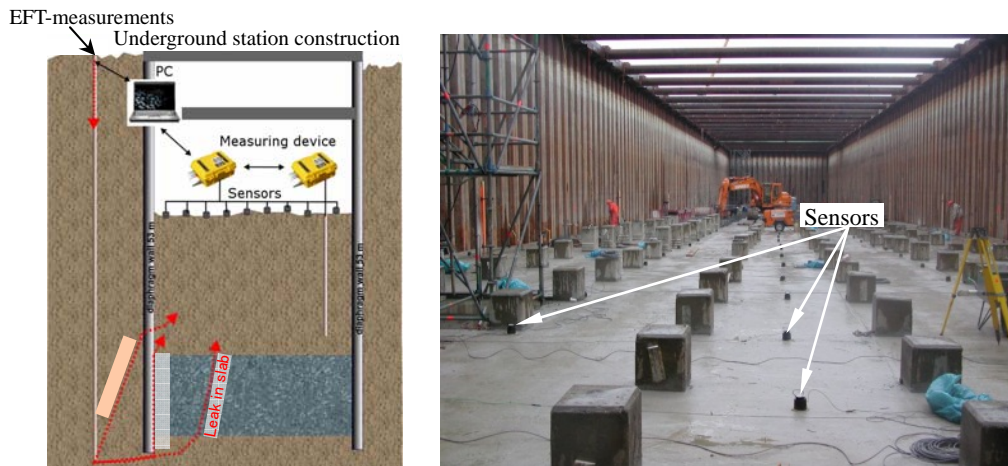 EFT-measurements
Underground station construction
PC
Measuring device
Sensors
diaphragm wall 53 m
diaphragm wall 53 m
Leak in slab
Sensors